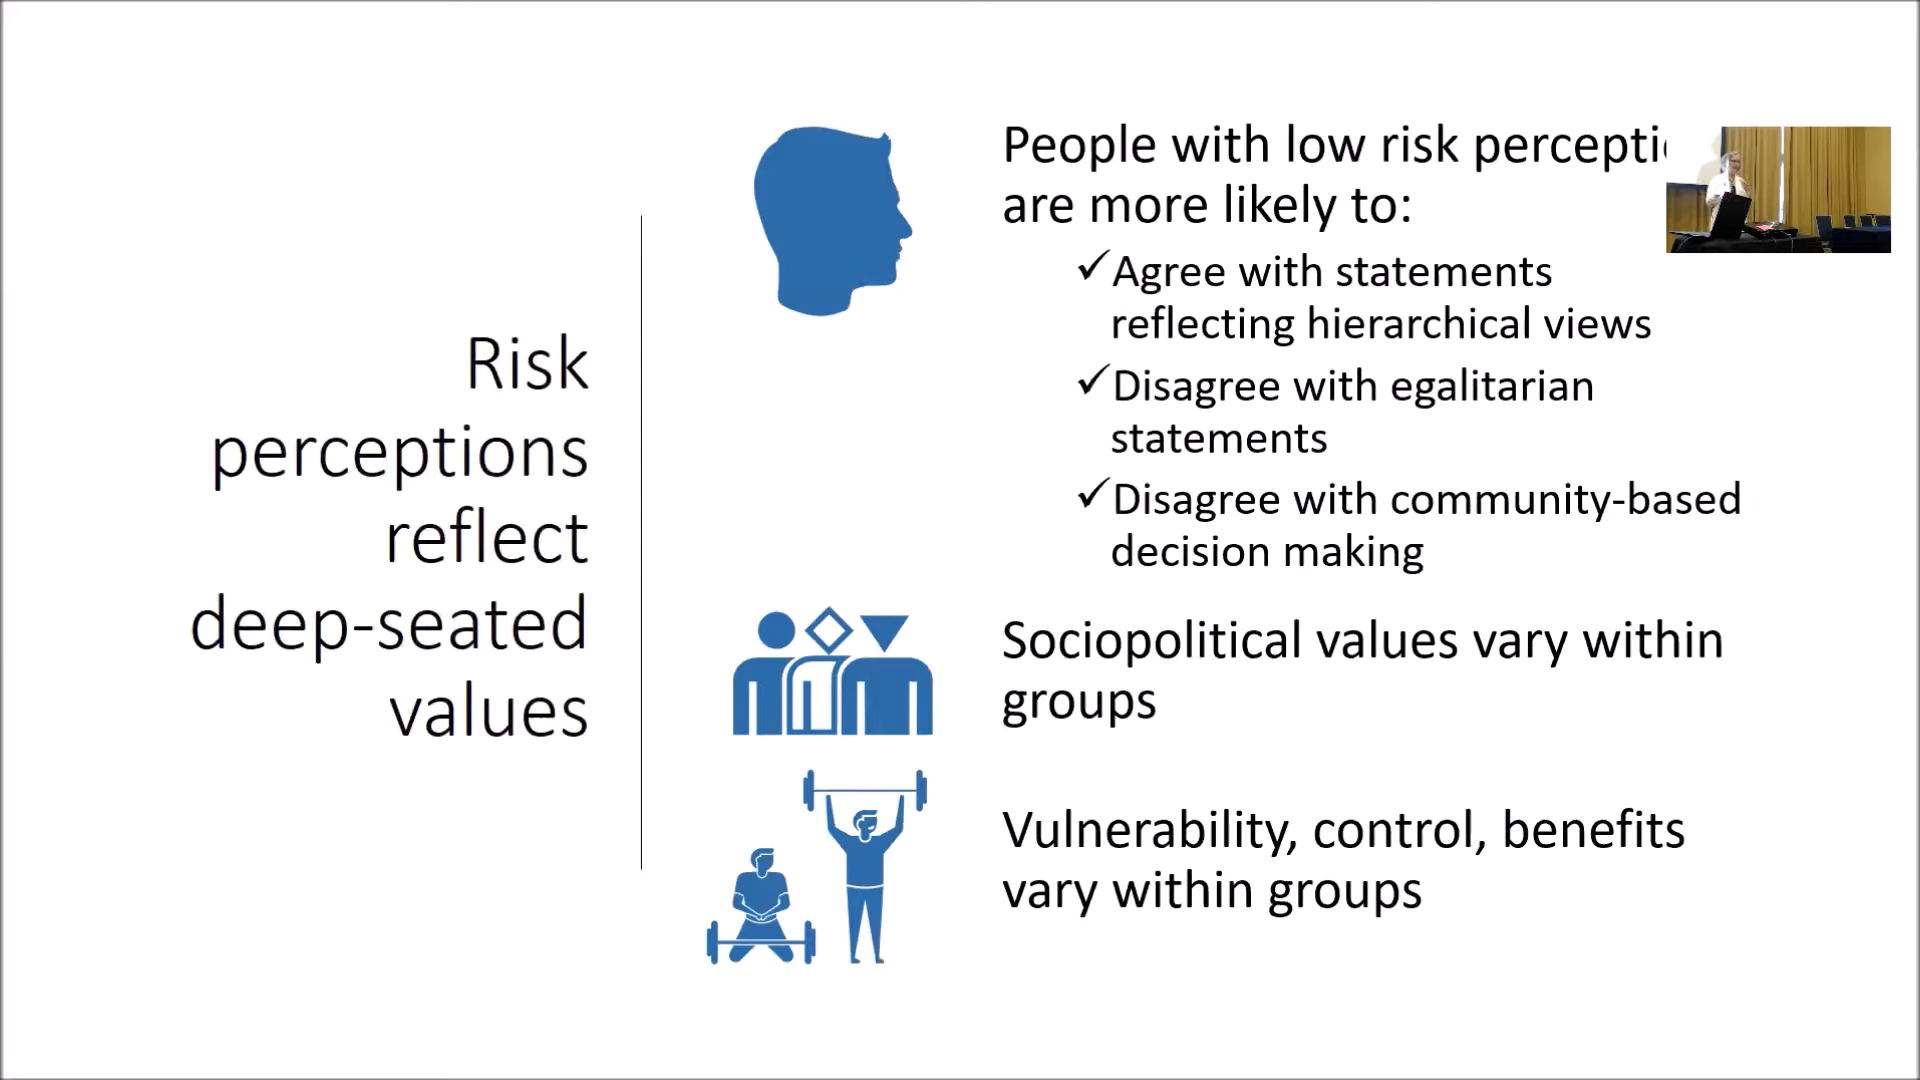 Risk
perceptions
reflect
deep-seated
values
People with low risk
are more likely to:
✓Agree with statements
reflecting hierarchical views
✓Disagree with egalitarian
statements
✓Disagree with community-based
decision making
Sociopolitical values vary within
groups
Vulnerability, control, benefits
vary within groups